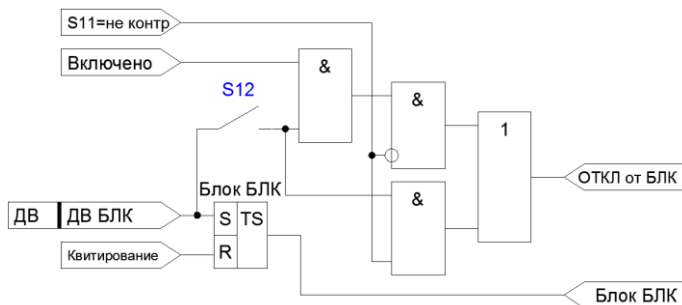 S11=не контр
Включено
&
S12
&
1
ОТКЛ от БЛК
Блок БЛК
&
ДВ ДВ БЛК
S TS
R
Квитирование
Блок БЛК